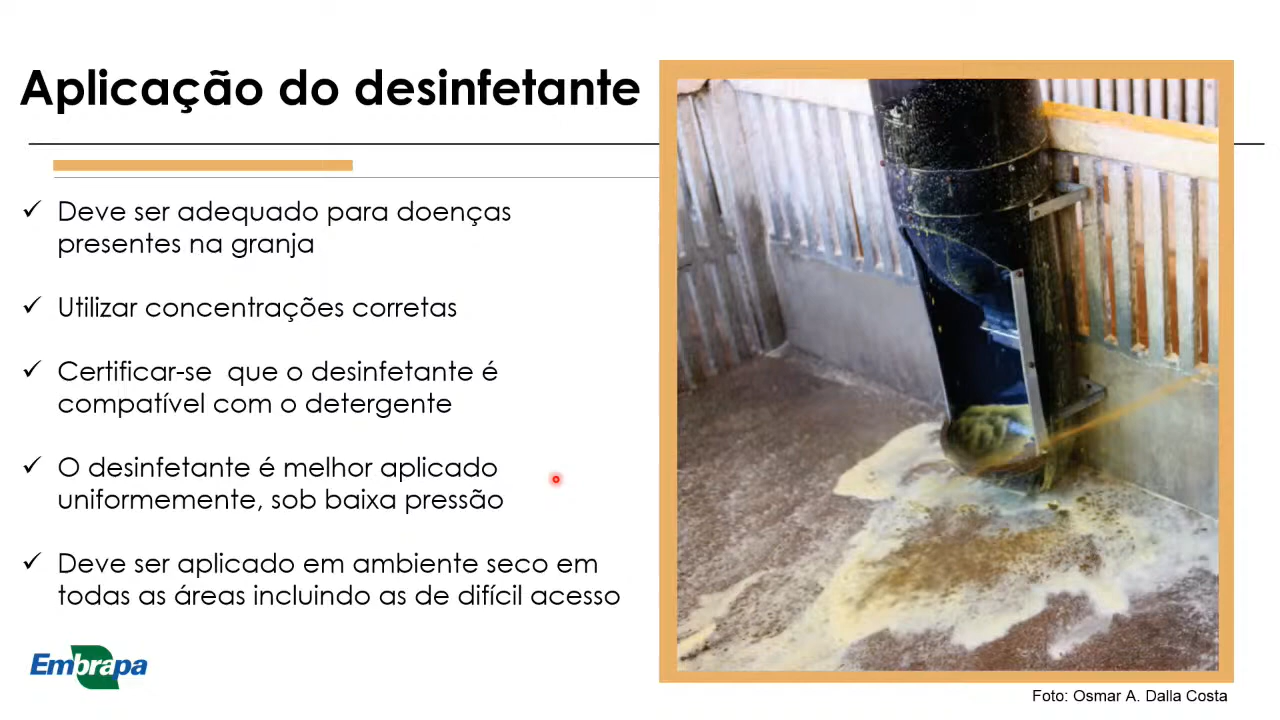 Aplicação do desinfetante
✓ Deve ser adequado para doenças
presentes na granja
✓ Utilizar concentrações corretas
✓ Certificar-se que o desinfetante é
compatível com o detergente
✓ O desinfetante é melhor aplicado
uniformemente, sob baixa pressão
✓ Deve ser aplicado em ambiente seco em
todas as áreas incluindo as de difícil acesso
Embrapa
Foto: Osmar A. Dalla Costa